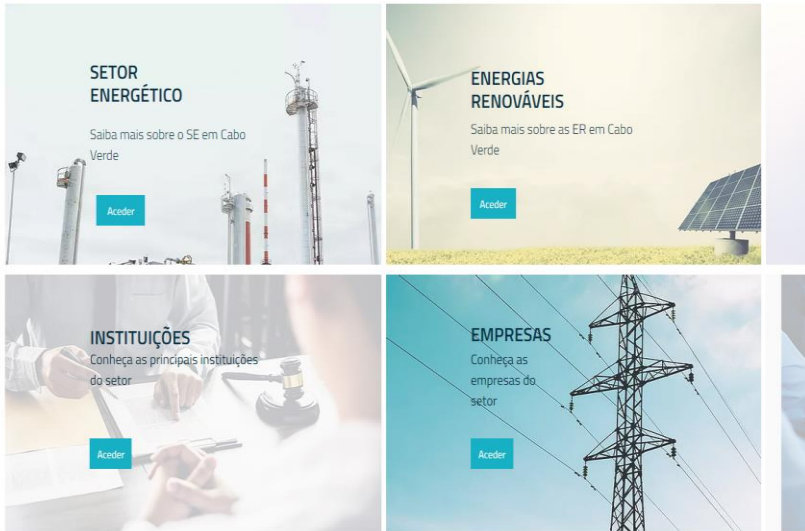 SETOR
ENERGÉTICO
Saiba mais sobre o SE em Cabo
Verde
Aceder
ENERGIAS
RENOVÁVEIS
Saiba mais sobre as ER em Cabo
Verde
Aceder
INSTITUIÇÕES
Conheça as principais instituições
do setor
Aceder
EMPRESAS
Conheça as
empresas do
setor
Aceder